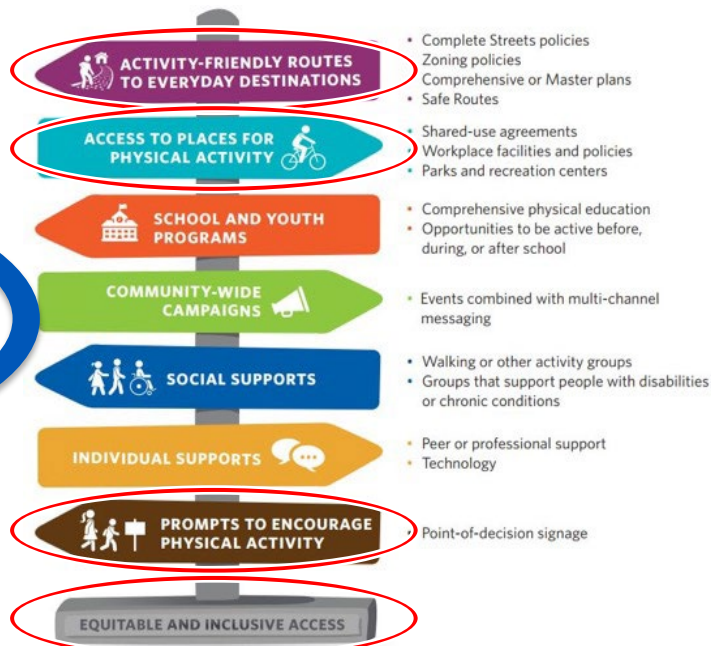 ACTIVITY-FRIENDLY ROUTES
TO EVERYDAY DESTINATIONS
• Complete Streets policies
Zoning policies
Comprehensive or Master plans
• Safe Routes
ACCESS TO PLACES FOR
PHYSICAL ACTIVITY
• Shared-use agreements
• Workplace facilities and policies
• Parks and recreation centers
SCHOOL AND YOUTH
PROGRAMS
• Comprehensive physical education
• Opportunities to be active before,
during, or after school
COMMUNITY-WIDE
CAMPAIGNS
• Events combined with multi-channel
messaging
SOCIAL SUPPORTS
• Walking or other activity groups
• Groups that support people with disabilities
or chronic conditions
INDIVIDUAL SUPPORTS
• Peer or professional support
• Technology
PROMPTS TO ENCOURAGE
PHYSICAL ACTIVITY
• Point-of-decision signage
EQUITABLE AND INCLUSIVE ACCESS